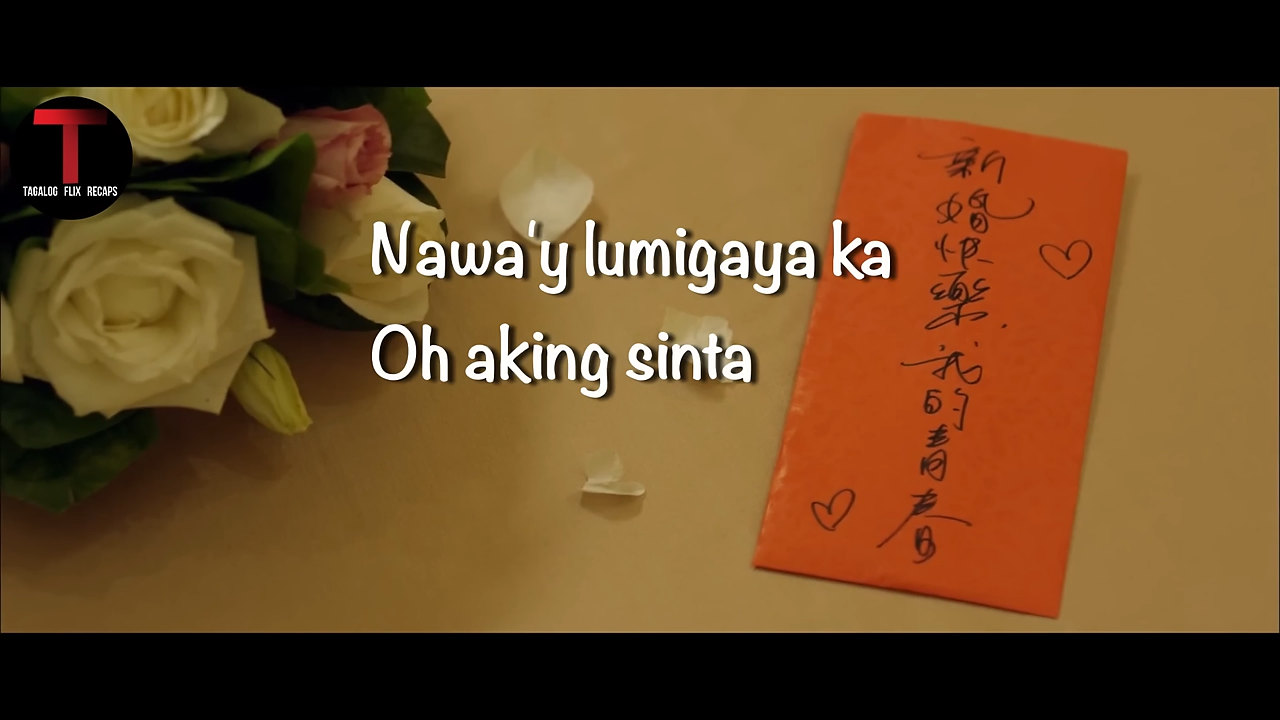 TAGALOG FLIX RECAPS
Nawa'y lumigaya ka
Oh aking sinta
新婚快樂,我的青春